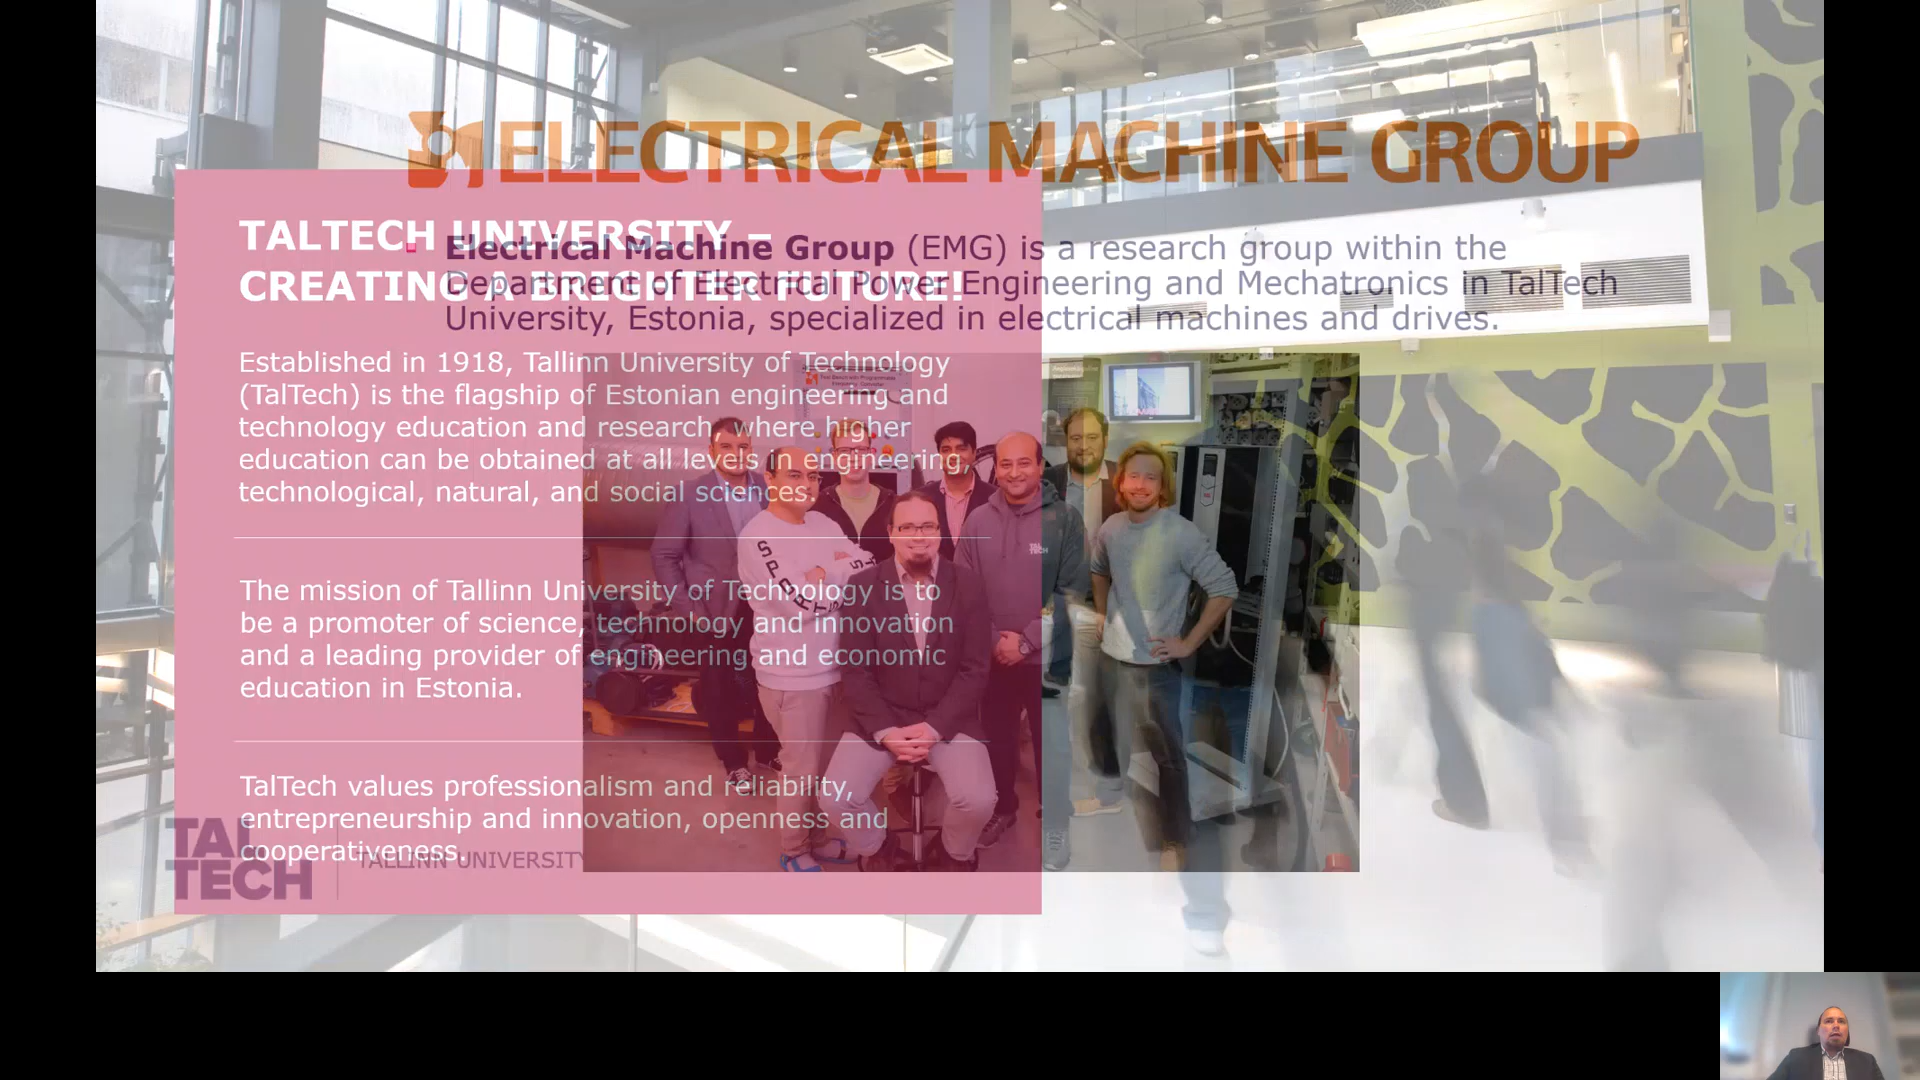 ELECTRICAL MACHINE GROUP
TALTECH UNIVERSITY –
CREATING A BRIGHTER FUTURE!
Electrical Machine Group (EMG) is a research group within the
Department of Electrical Power Engineering and Mechatronics in TalTech
University, Estonia, specialized in electrical machines and drives.
Established in 1918, Tallinn University of Technology
(TalTech) is the flagship of Estonian engineering and
technology education and research, where higher
education can be obtained at all levels in engineering,
technological, natural, and social sciences.
SPORT
The mission of Tallinn University of Technology is to
be a promoter of science, technology and innovation
and a leading provider of engineering and economic
education in Estonia.
TalTech values professionalism and reliability,
entrepreneurship and innovation, openness and
cooperativeness.
TAL
TECH
TALLINN UNIVERSITY